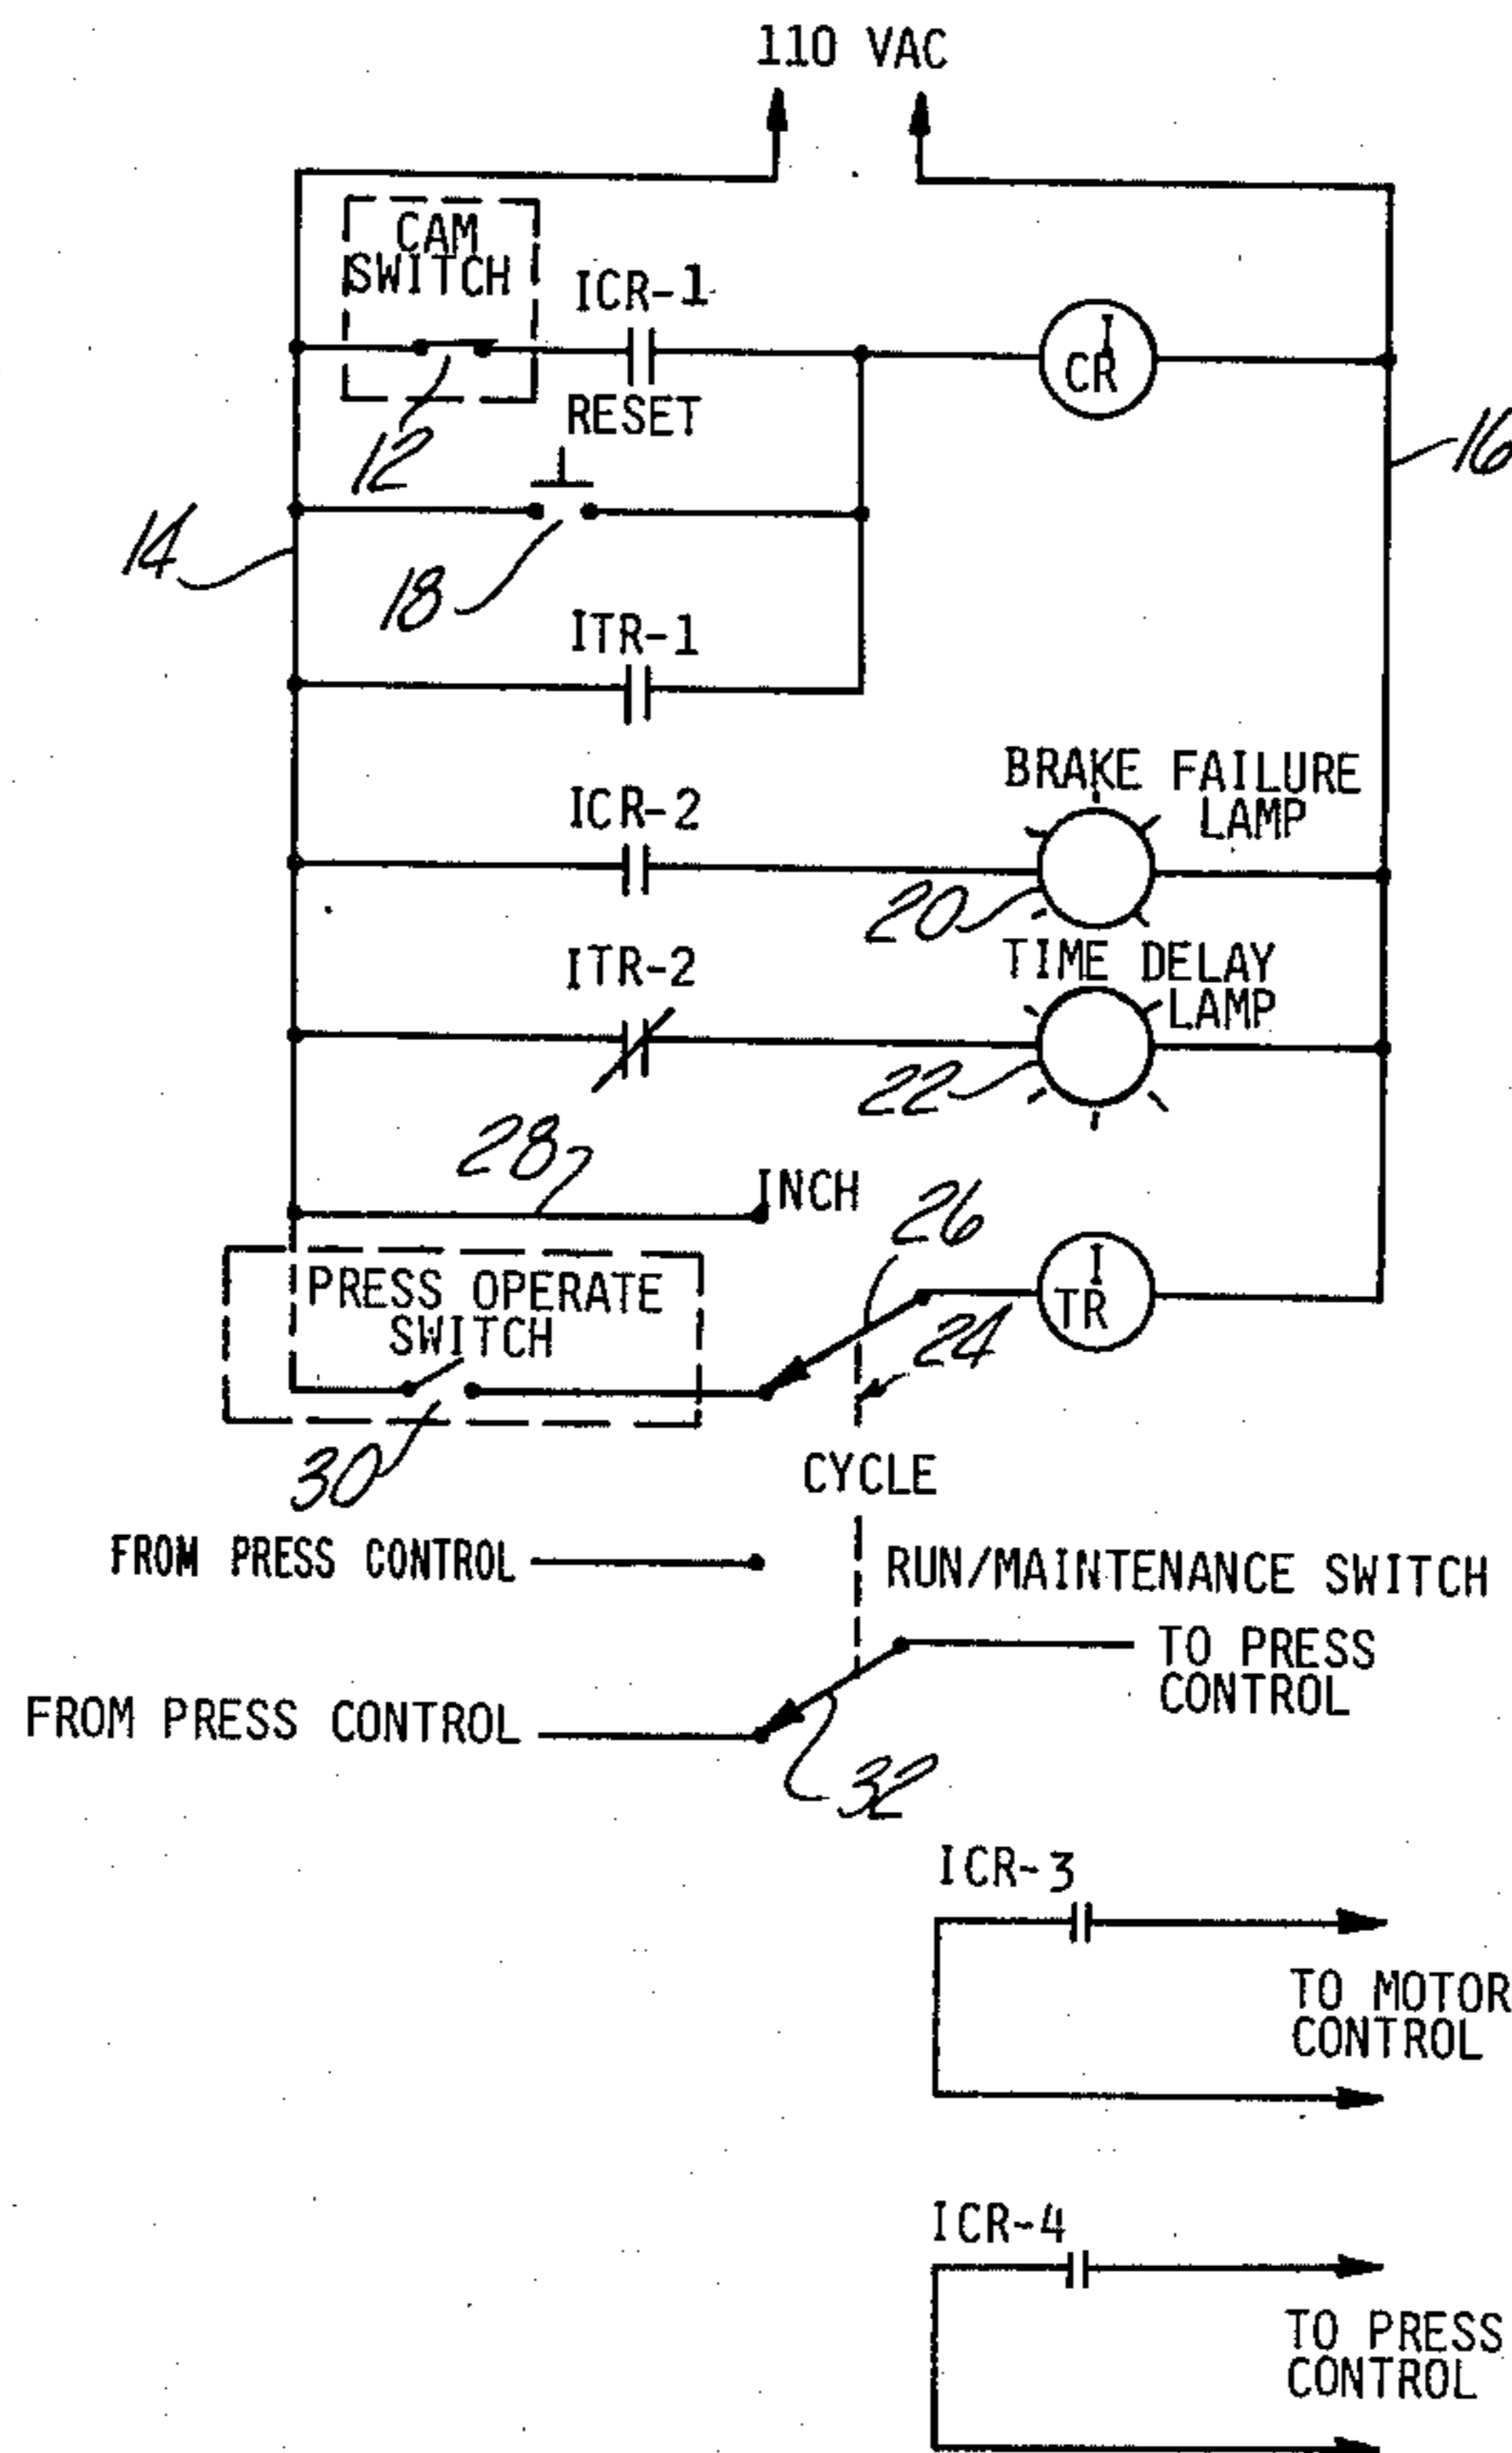 110 VAC
CAM
SWITCH
ICR-1
I
CR
12
RESET
16
14
18
ITR-1
BRAKE FAILURE
LAMP
ICR-2
20
TIME DELAY
LAMP
ITR-2
22
28
INCH
26
PRESS OPERATE
SWITCH
I
TR
24
30
CYCLE
FROM PRESS CONTROL
RUN/MAINTENANCE SWITCH
TO PRESS
CONTROL
FROM PRESS CONTROL
32
ICR-3
TO MOTOR
CONTROL
ICR-4
TO PRESS
CONTROL